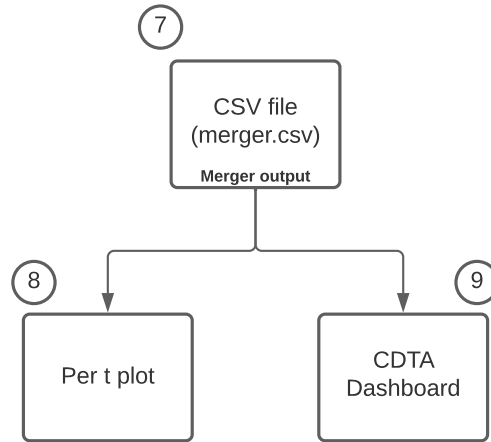 7
CSV file
(merger.csv)
Merger output
8
9
Per t plot
CDTA
Dashboard